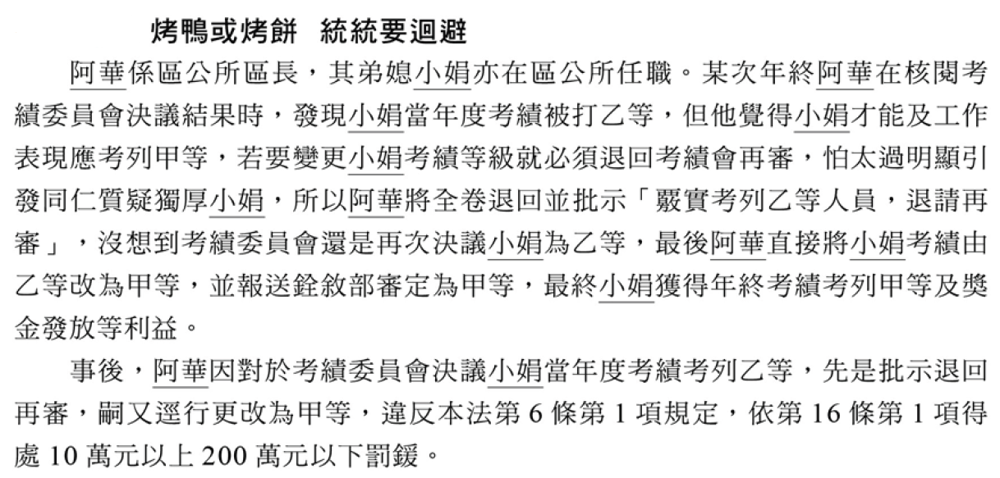 烤鴨或烤餅 統統要迴避
阿華係區公所區長，其弟媳小娟亦在區公所任職。某次年終阿華在核閱考
績委員會決議結果時，發現小娟當年度考績被打乙等，但他覺得小娟才能及工作
表現應考列甲等，若要變更小娟考績等級就必須退回考績會再審，怕太過明顯引
發同仁質疑獨厚小娟，所以阿華將全卷退回並批示「覈實考列乙等人員，退請再
審」，沒想到考績委員會還是再次決議小娟為乙等，最後阿華直接將小娟考績由
乙等改為甲等，並報送銓敘部審定為甲等，最終小娟獲得年終考績考列甲等及獎
金發放等利益。
事後，阿華因對於考績委員會決議小娟當年度考績考列乙等，先是批示退回
再審，嗣又逕行更改為甲等，違反本法第 6 條第 1 項規定，依第 16 條第 1 項得
處 10 萬元以上 200 萬元以下罰鍰。